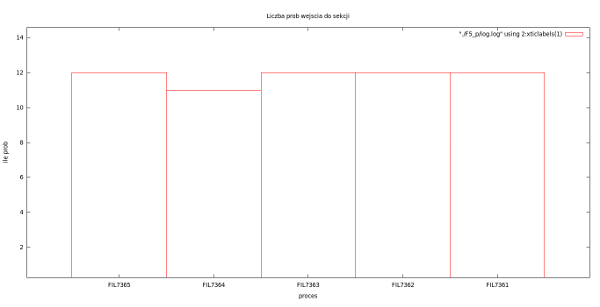 Liczba prob wejscia do sekcji
"./F5_p/log.log" using 2:xticlabels(1)
14
12
10
8
6
4
2
ile prob
FIL7365 FIL7364 FIL7363 FIL7362 FIL7361
proces